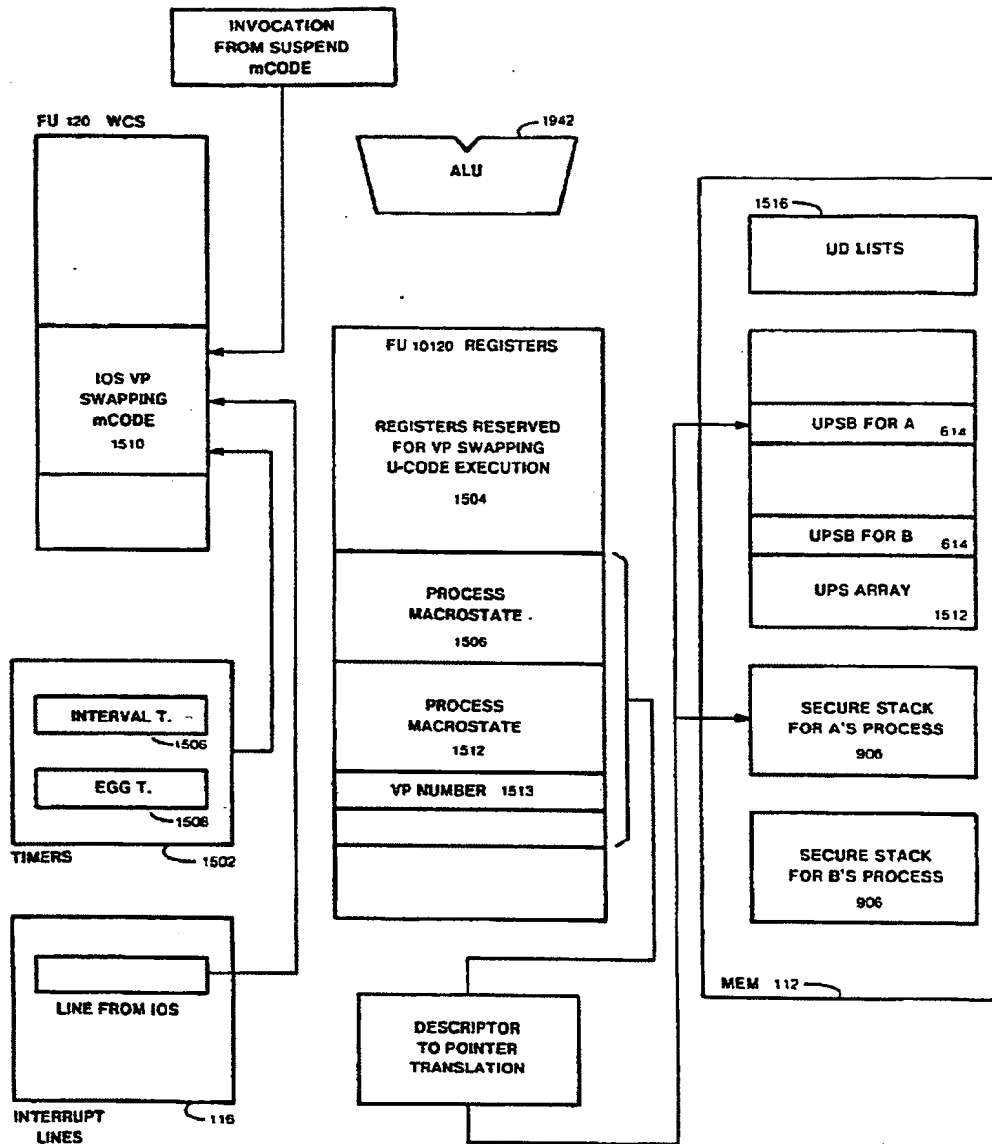 INVOCATION
FROM SUSPEND
mCODE
FU 120 WCS
IOS VP
SWAPPING
mCODE
1510
1942
ALU
FU 10120 REGISTERS
REGISTERS RESERVED
FOR VP SWAPPING
U-CODE EXECUTION
1504
PROCESS
MACROSTATE
1506
PROCESS
MACROSTATE
1512
VP NUMBER 1513
INTERVAL T.
1506
EGG T.
1508
TIMERS
1502
LINE FROM IOS
INTERRUPT
LINES
116
DESCRIPTOR
TO POINTER
TRANSLATION
1516
UD LISTS
UPSB FOR A 614
UPSB FOR B 614
UPS ARRAY
1512
SECURE STACK
FOR A'S PROCESS
906
SECURE STACK
FOR B'S PROCESS
906
MEM 112